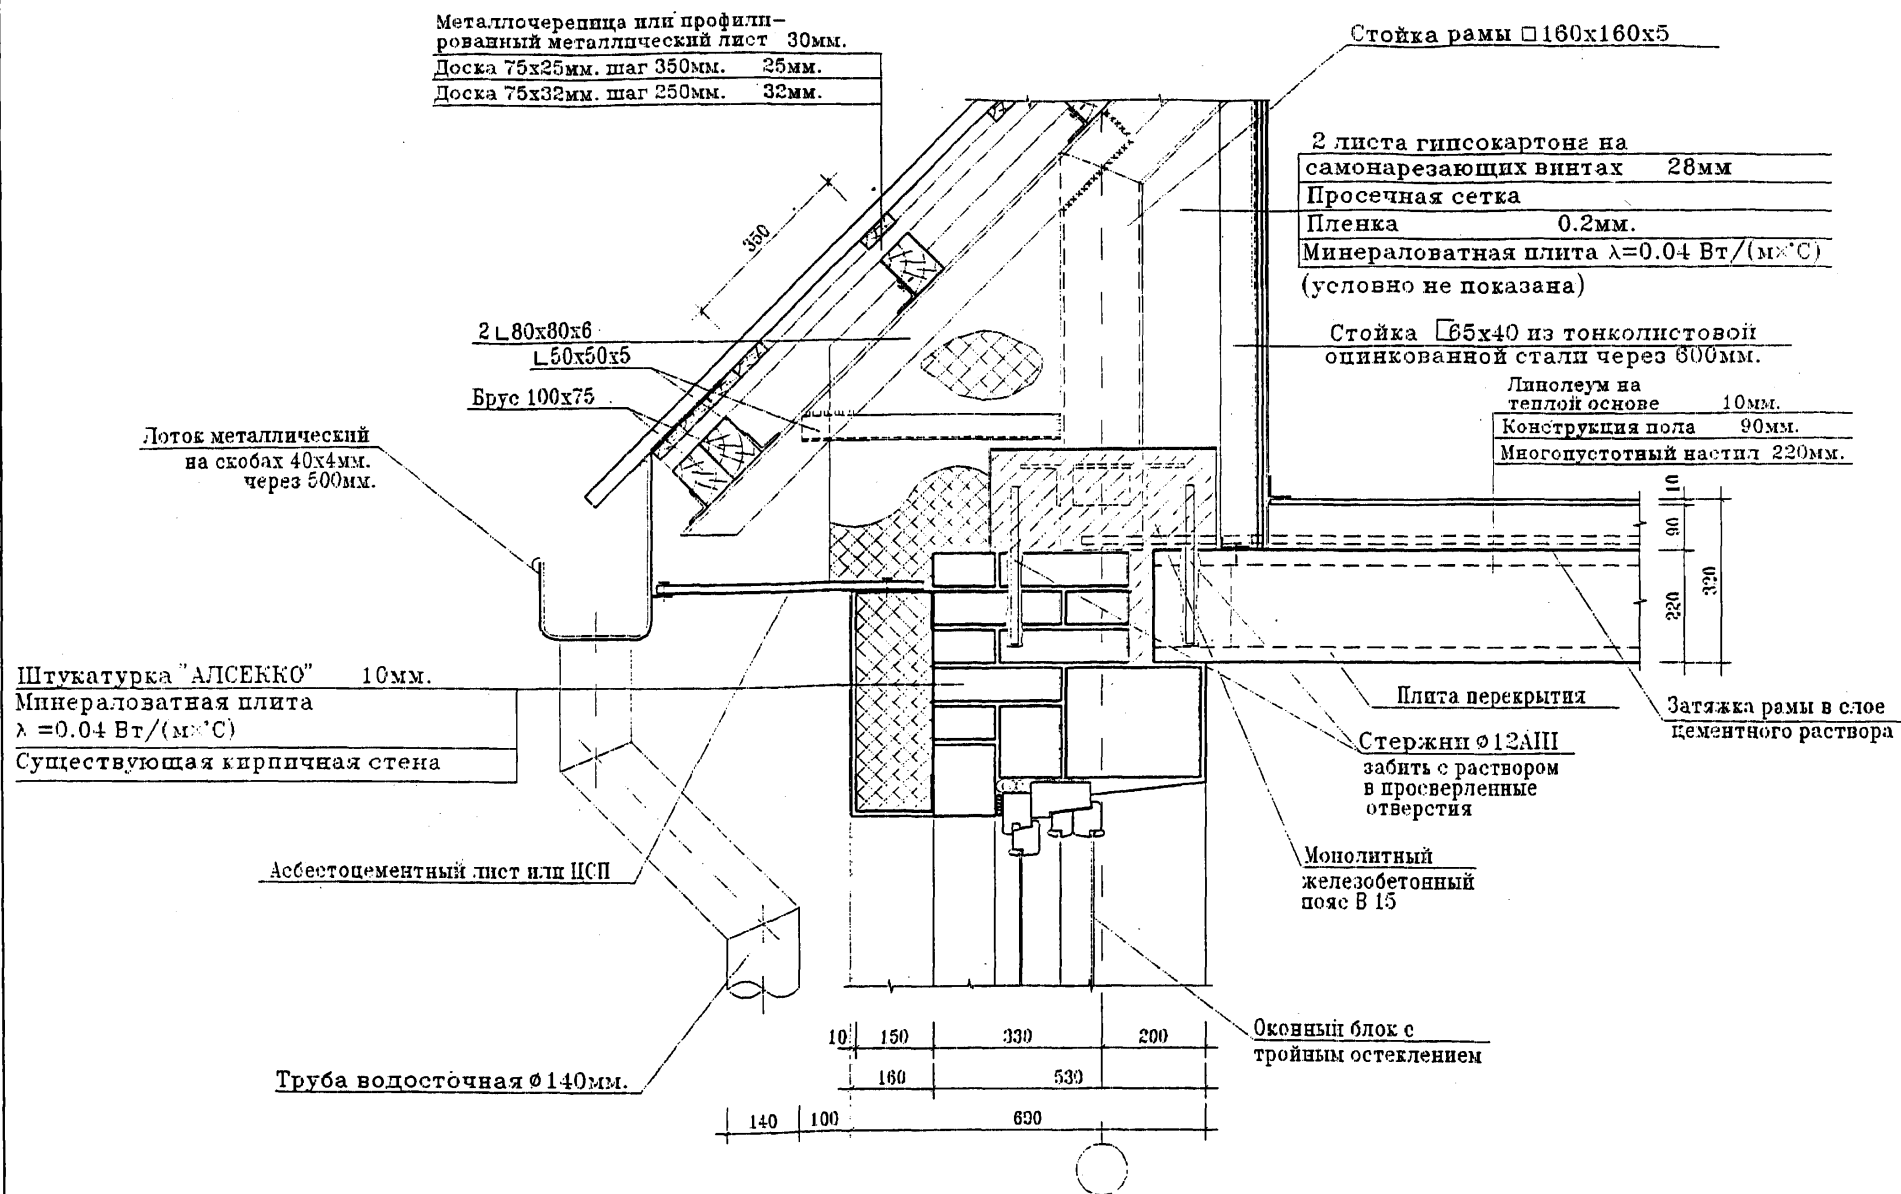 Металлочерепица или профили-
рованный металлический лист 30мм.
Доска 75х25мм. шаг 350мм. 25мм.
Доска 75х32мм. шаг 250мм. 32мм.
Стойка рамы □160х160х5
2 листа гипсокартона на
самонарезающих винтах 28мм
Просечная сетка
Пленка 0.2мм.
Минераловатная плита λ=0.04 Вт/(м×°С)
(условно не показана)
350
2∟80х80х6
∟50х50х5
Брус 100х75
Стойка [65х40 из тонколистовой
оцинкованной стали через 600мм.
Линолеум на
теплой основе 10мм.
Конструкция пола 90мм.
Многопустотный настил 220мм.
Лоток металлический
на скобах 40х4мм.
через 500мм.
10
90
220
320
Штукатурка "АЛСЕККО" 10мм.
Минераловатная плита
λ =0.04 Вт/(м×°С)
Существующая кирпичная стена
Плита перекрытия
Затяжка рамы в слое
цементного раствора
Стержни ⌀12АIII
забить с раствором
в просверленные
отверстия
Асбестоцементный лист или ЦСП
Монолитный
железобетонный
пояс В 15
Оконный блок с
тройным остеклением
Труба водосточная ⌀140мм.
10 150 330 200
160 530
140 100 690